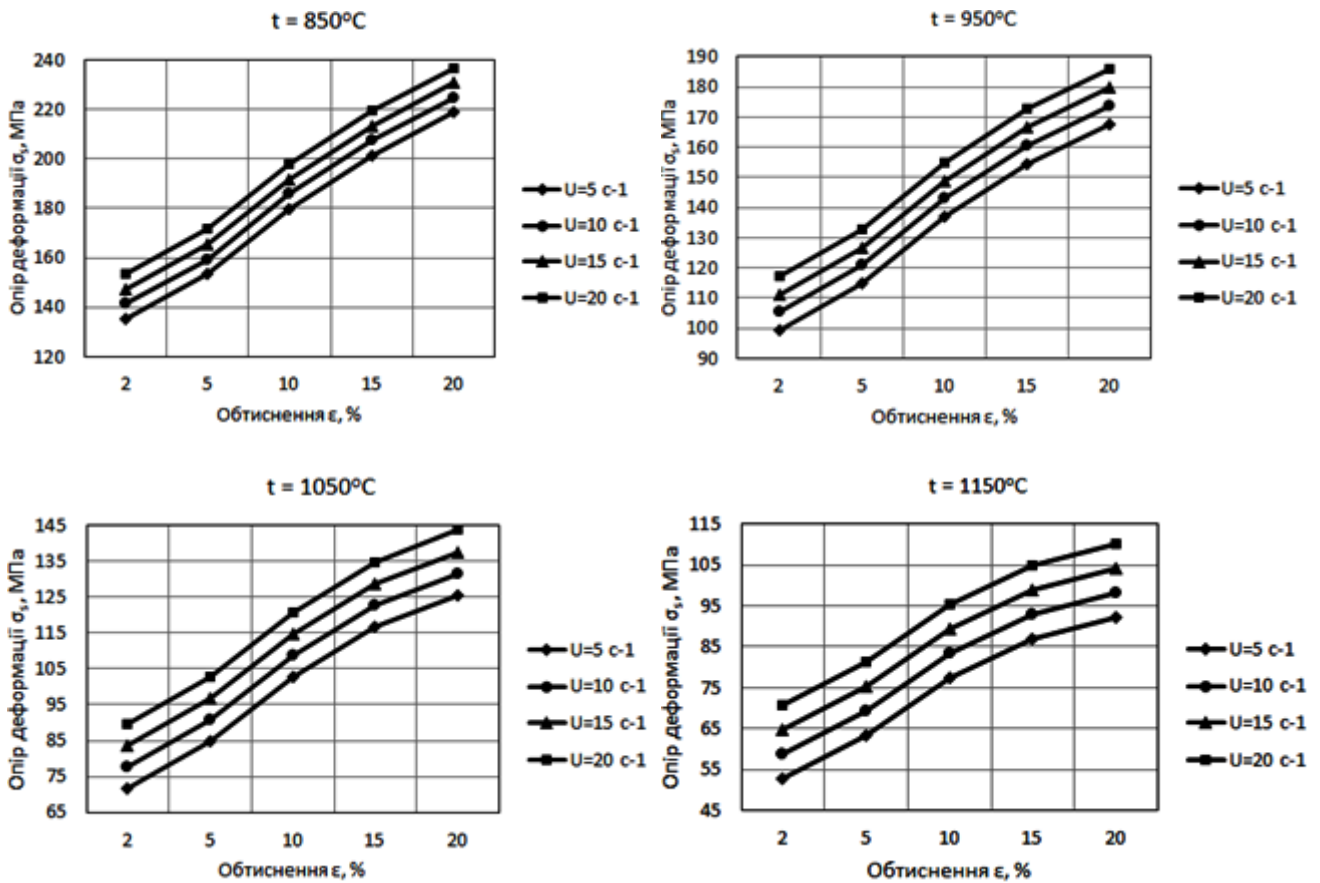 t = 850°C
Опір деформації σs, МПа
240
220
200
180
160
140
120
2 5 10 15 20
Обтиснення ε, %
U=5 c-1
U=10 c-1
U=15 c-1
U=20 c-1
t = 950°C
Опір деформації σs, МПа
190
180
170
160
150
140
130
120
110
100
90
2 5 10 15 20
Обтиснення ε, %
U=5 c-1
U=10 c-1
U=15 c-1
U=20 c-1
t = 1050°C
Опір деформації σs, МПа
145
135
125
115
105
95
85
75
65
2 5 10 15 20
Обтиснення ε, %
U=5 c-1
U=10 c-1
U=15 c-1
U=20 c-1
t = 1150°C
Опір деформації σs, МПа
115
105
95
85
75
65
55
45
2 5 10 15 20
Обтиснення ε, %
U=5 c-1
U=10 c-1
U=15 c-1
U=20 c-1